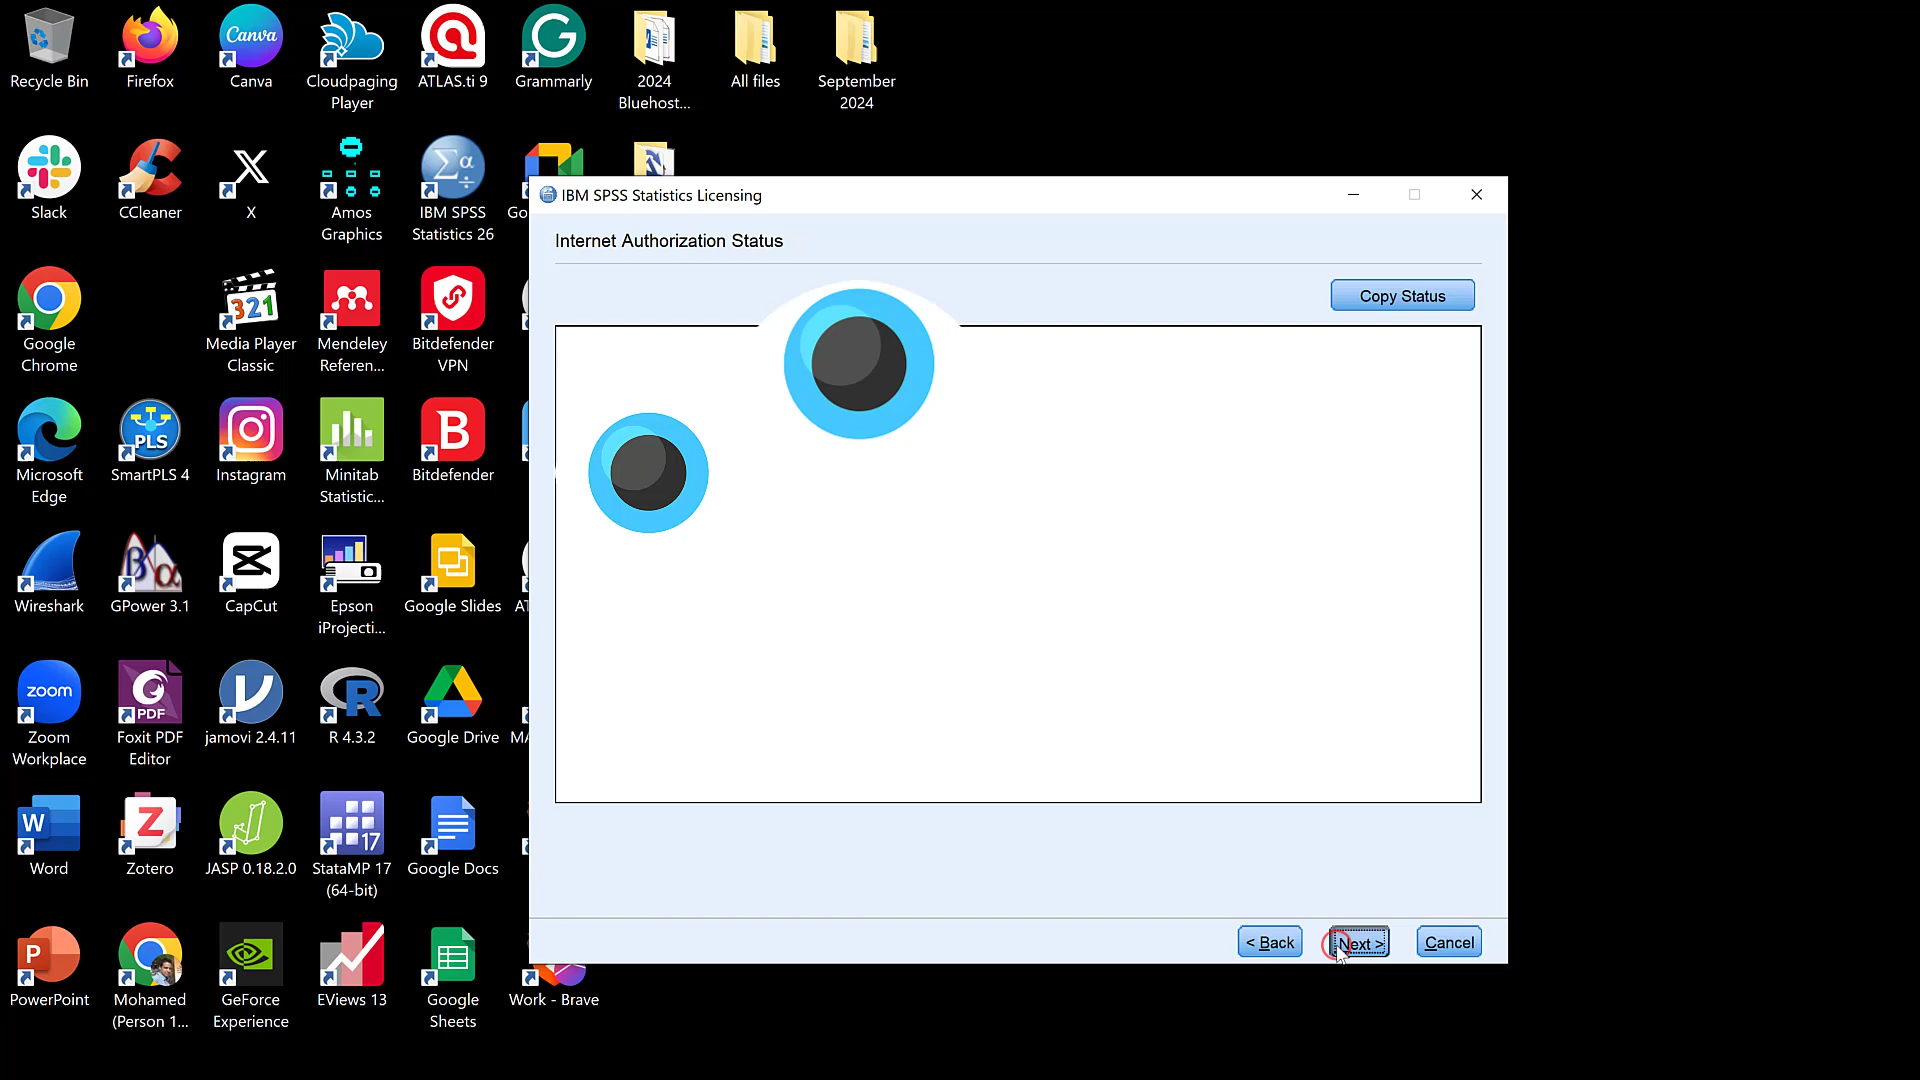 Recycle Bin
Firefox
Canva
Canva
Cloudpaging
Player
ATLAS.ti 9
Grammarly
2024
Bluehost...
All files
September
2024
Slack
CCleaner
X
Amos
Graphics
Σα
÷
IBM SPSS
Statistics 26
Go
IBM SPSS Statistics Licensing
Internet Authorization Status
Copy Status
Google
Chrome
321
Media Player
Classic
Mendeley
Referen...
Bitdefender
VPN
Microsoft
Edge
PLS
SmartPLS 4
Instagram
Minitab
Statistic...
B
Bitdefender
Wireshark
GPower 3.1
CapCut
Epson
iProjecti...
Google Slides
AT
zoom
Zoom
Workplace
PDF
Foxit PDF
Editor
jamovi 2.4.11
R
R 4.3.2
Google Drive
MA
W
Word
Z
Zotero
JASP 0.18.2.0
17
StataMP 17
(64-bit)
Google Docs
< Back
Next >
Cancel
P
PowerPoint
Mohamed
(Person 1...
GeForce
Experience
EViews 13
Google
Sheets
Work - Brave